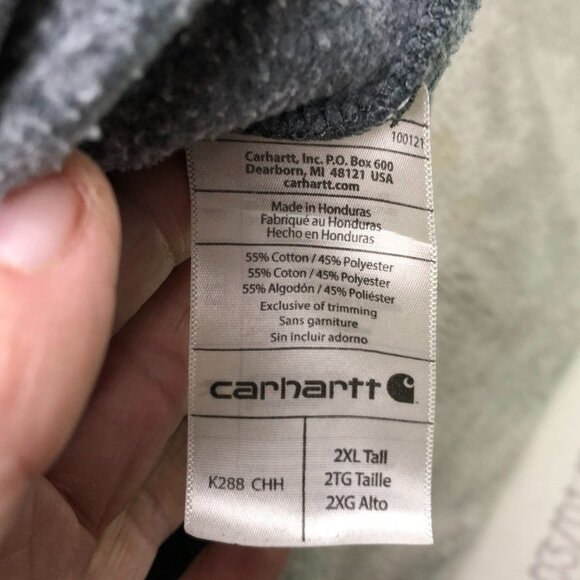 100121
Carhartt, Inc. P.O. Box 600
Dearborn, MI 48121 USA
carhartt.com
Made in Honduras
Fabriqué au Honduras
Hecho en Honduras
55% Cotton / 45% Polyester
55% Coton / 45% Polyester
55% Algodón / 45% Poliéster
Exclusive of trimming
Sans garniture
Sin incluir adorno
carhartt
K288 CHH
2XL Tall
2TG Taille
2XG Alto